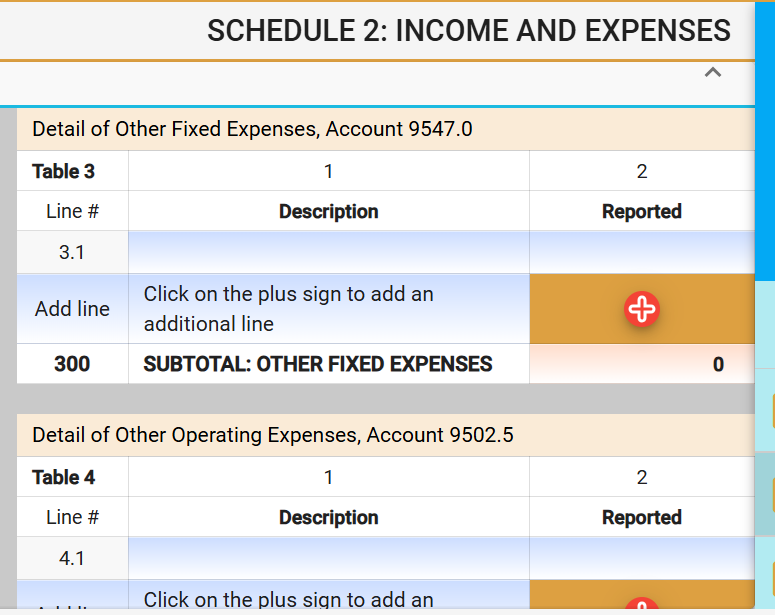 SCHEDULE 2: INCOME AND EXPENSES
Detail of Other Fixed Expenses, Account 9547.0
Table 3 1 2
Line # Description Reported
3.1
Add line Click on the plus sign to add an
additional line
300 SUBTOTAL: OTHER FIXED EXPENSES 0
Detail of Other Operating Expenses, Account 9502.5
Table 4 1 2
Line # Description Reported
4.1
Click on the plus sign to add an